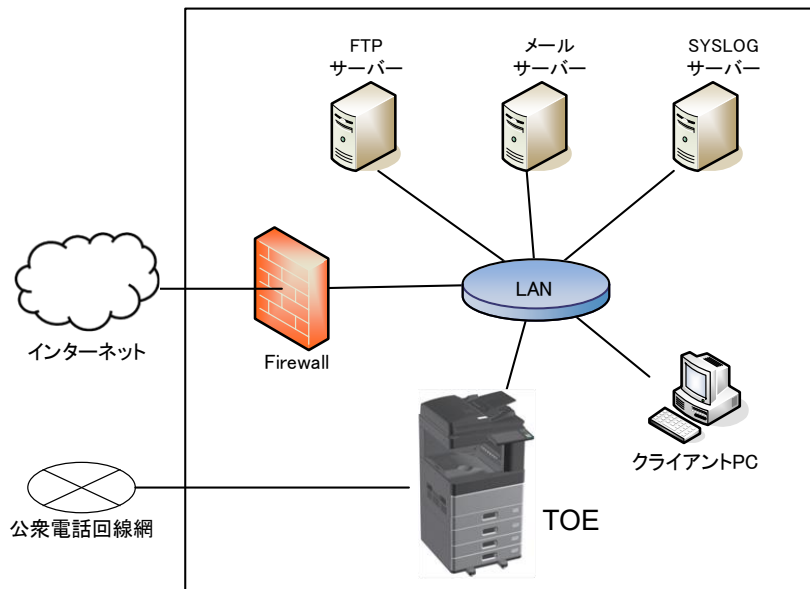 FTP
サーバー
メール
サーバー
SYSLOG
サーバー
LAN
インターネット
Firewall
クライアントPC
TOE
公衆電話回線網